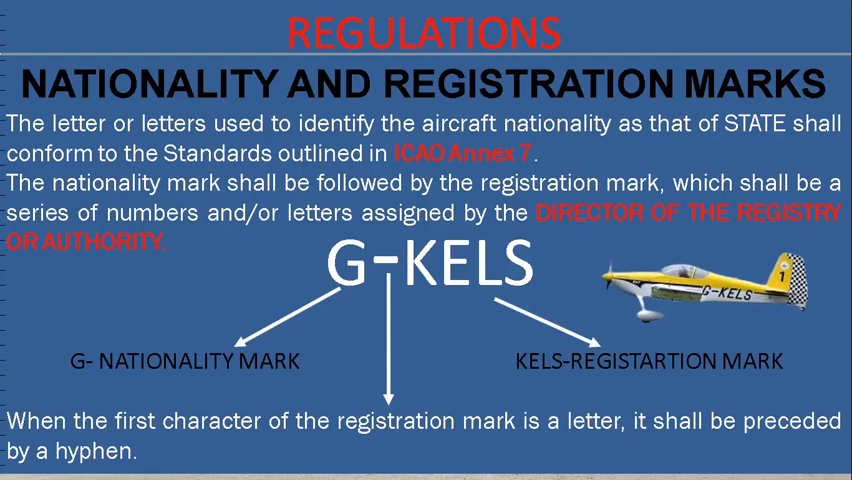 REGULATIONS
NATIONALITY AND REGISTRATION MARKS
The letter or letters used to identify the aircraft nationality as that of STATE shall
conform to the Standards outlined in ICAO Annex 7.
The nationality mark shall be followed by the registration mark, which shall be a
series of numbers and/or letters assigned by the DIRECTOR OF THE REGISTRY
OR AUTHORITY.
G-KELS
1
G-KELS
G- NATIONALITY MARK
KELS-REGISTARTION MARK
When the first character of the registration mark is a letter, it shall be preceded
by a hyphen.